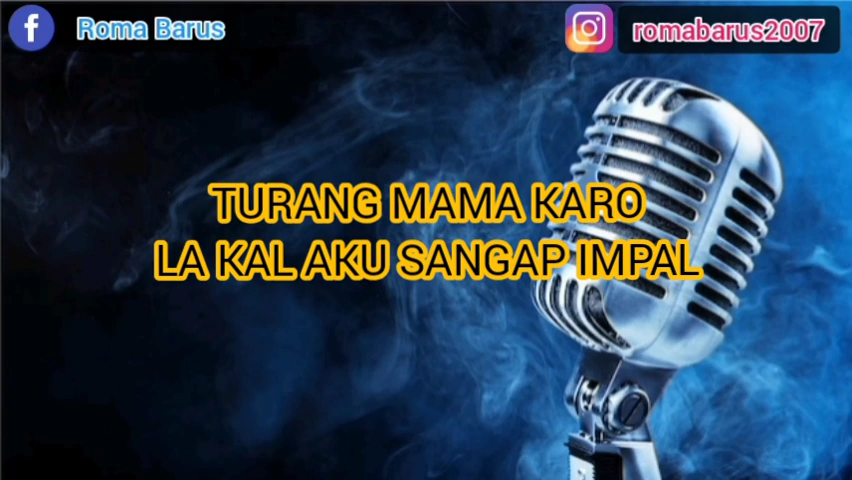 Roma Barus
romabarus2007
TURANG MAMA KARO
LA KAL AKU SANGAP IMPAL